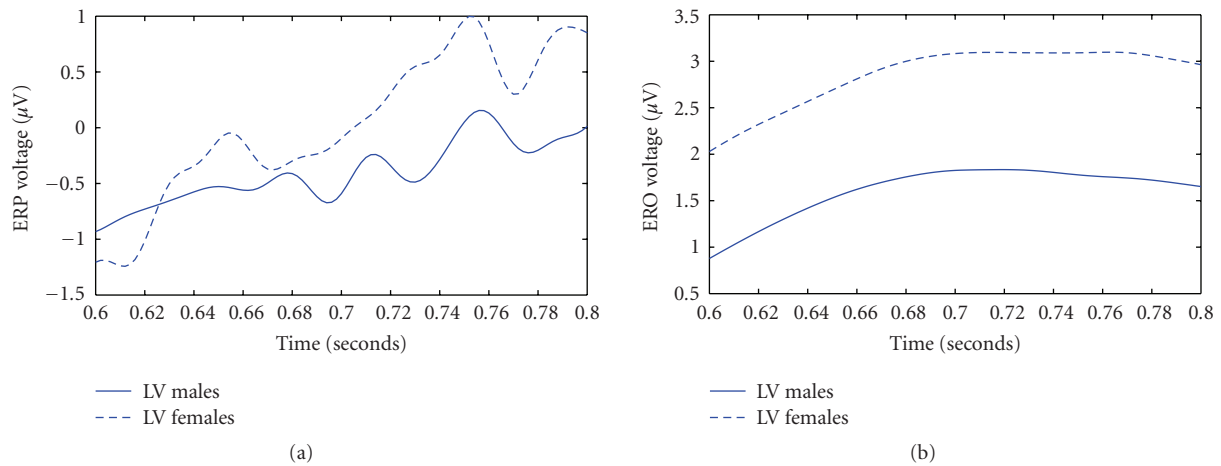 1
0.5
0
−0.5
−1
−1.5
ERP voltage (μV)
0.6 0.62 0.64 0.66 0.68 0.7 0.72 0.74 0.76 0.78 0.8
Time (seconds)
LV males
LV females
(a)
3.5
3
2.5
2
1.5
1
0.5
ERO voltage (μV)
0.6 0.62 0.64 0.66 0.68 0.7 0.72 0.74 0.76 0.78 0.8
Time (seconds)
LV males
LV females
(b)